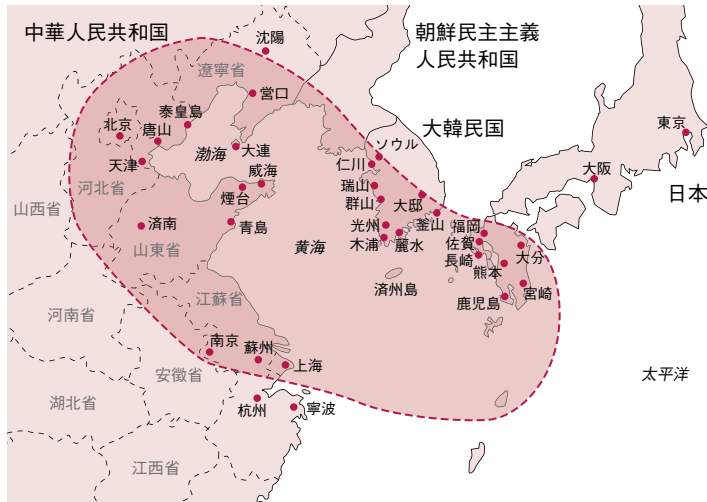 中華人民共和国
瀋陽
朝鮮民主主義
人民共和国
遼寧省
営口
泰皇島
北京
唐山
大韓民国
東京
ソウル
渤海
大連
仁川
天津
威海
大阪
河北省
煙台
瑞山
群山
大邱
日本
山西省
済南
青島
光州
釜山
福岡
山東省
黄海
木浦
麗水
佐賀
長崎
大分
熊本
済州島
宮崎
江蘇省
鹿児島
河南省
南京
蘇州
上海
安徽省
太平洋
湖北省
杭州
寧波
江西省